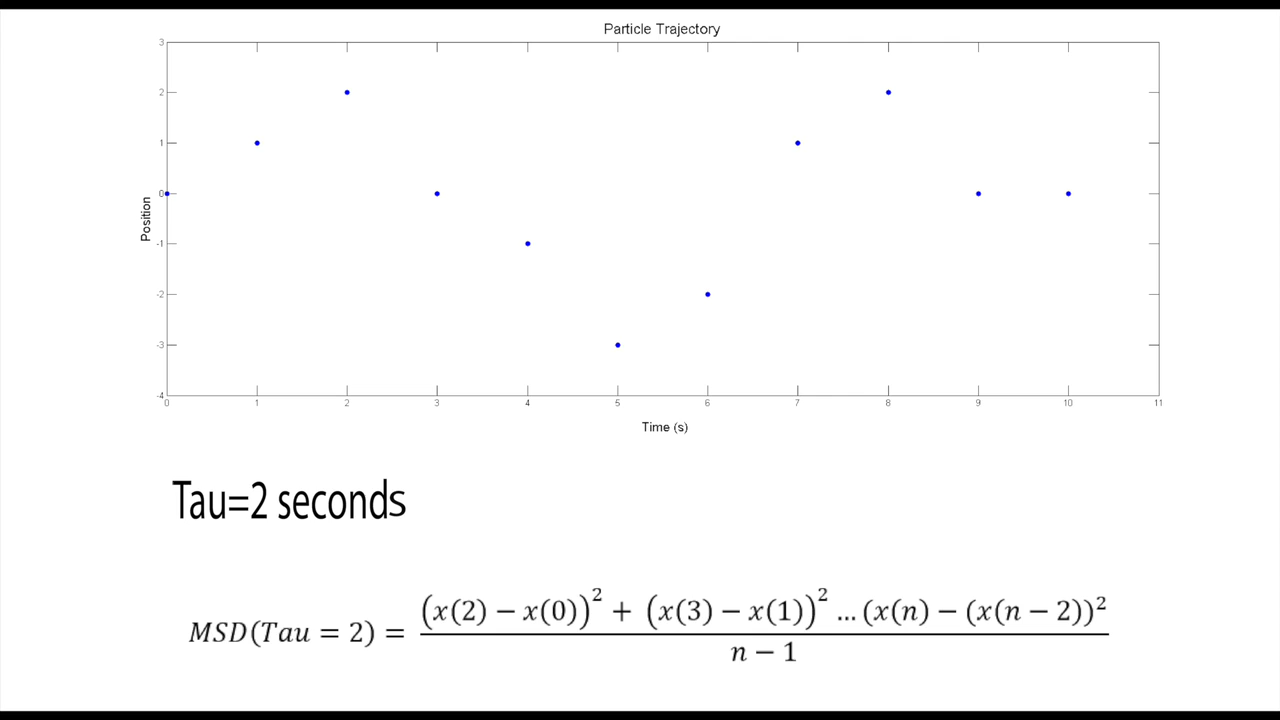 Particle Trajectory
3
2
1
0
-1
-2
-3
-4
Position
0 1 2 3 4 5 6 7 8 9 10 11
Time (s)
Tau=2 seconds
MSD(Tau = 2) = \frac{(x(2) − x(0))^2 + (x(3) − x(1))^2 ... (x(n) − (x(n − 2))^2}{n − 1}